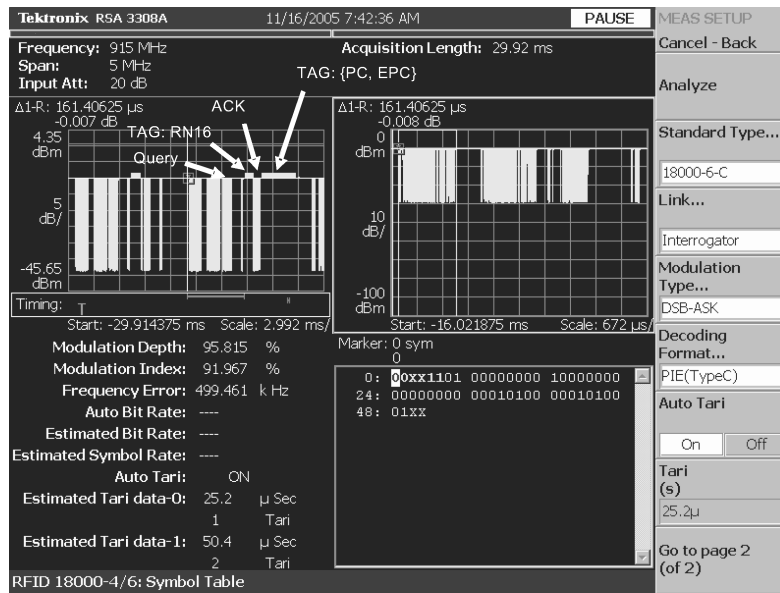 Tektronix RSA 3308A 11/16/2005 7:42:36 AM PAUSE MEAS SETUP
Cancel - Back
Frequency: 915 MHz
Span: 5 MHz
Input Att: 20 dB
Acquisition Length: 29.92 ms
TAG: {PC, EPC}
Δ1-R: 161.40625 μs
-0.007 dB
ACK
TAG: RN16
Query
4.35
dBm
5
dB/
-45.65
dBm
Timing: T
Start: -29.914375 ms Scale: 2.992 ms/
Δ1-R: 161.40625 μs
-0.008 dB
0
dBm
10
dB/
-100
dBm
Start: -16.021875 ms Scale: 672 μs/
Modulation Depth: 95.815 %
Modulation Index: 91.967 %
Frequency Error: 499.461 k Hz
Auto Bit Rate: ----
Estimated Bit Rate: ----
Estimated Symbol Rate: ----
Auto Tari: ON
Estimated Tari data-0: 25.2 μ Sec
1 Tari
Estimated Tari data-1: 50.4 μ Sec
2 Tari
Marker: 0 sym
0
0: 00XX1101 00000000 10000000
24: 00000000 00010100 00010100
48: 01XX
Analyze
Standard Type...
18000-6-C
Link...
Interrogator
Modulation
Type...
DSB-ASK
Decoding
Format...
PIE(TypeC)
Auto Tari
On Off
Tari
(s)
25.2μ
Go to page 2
(of 2)
RFID 18000-4/6: Symbol Table